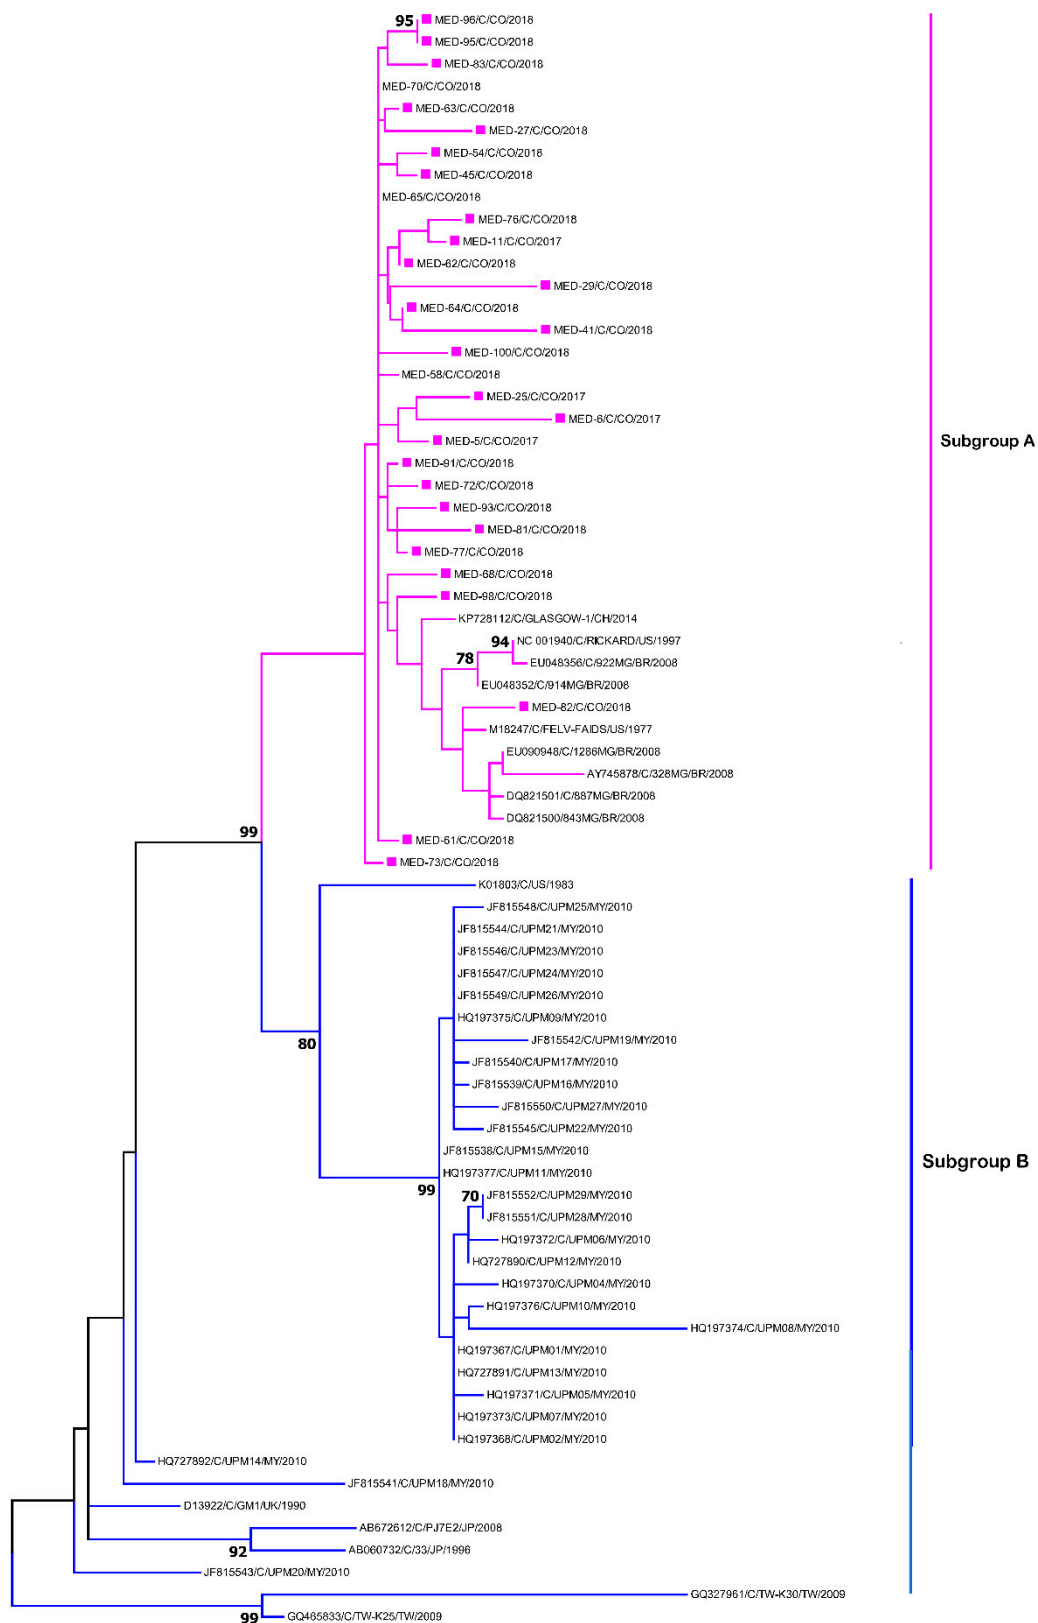 95
MED-96/C/CO/2018
MED-95/C/CO/2018
MED-83/C/CO/2018
MED-70/C/CO/2018
MED-63/C/CO/2018
MED-27/C/CO/2018
MED-54/C/CO/2018
MED-45/C/CO/2018
MED-65/C/CO/2018
MED-76/C/CO/2018
MED-11/C/CO/2017
MED-62/C/CO/2018
MED-29/C/CO/2018
MED-64/C/CO/2018
MED-41/C/CO/2018
MED-100/C/CO/2018
MED-58/C/CO/2018
MED-25/C/CO/2017
MED-6/C/CO/2017
MED-5/C/CO/2017
Subgroup A
MED-91/C/CO/2018
MED-72/C/CO/2018
MED-93/C/CO/2018
MED-81/C/CO/2018
MED-77/C/CO/2018
MED-68/C/CO/2018
MED-98/C/CO/2018
KP728112/C/GLASGOW-1/CH/2014
94
NC 001940/C/RICKARD/US/1997
78
EU048356/C/922MG/BR/2008
EU048352/C/914MG/BR/2008
MED-82/C/CO/2018
M18247/C/FELV-FAIDS/US/1977
EU090948/C/1286MG/BR/2008
AY745878/C/328MG/BR/2008
DQ821501/C/887MG/BR/2008
DQ821500/843MG/BR/2008
99
MED-61/C/CO/2018
MED-73/C/CO/2018
K01803/C/US/1983
JF815548/C/UPM25/MY/2010
JF815544/C/UPM21/MY/2010
JF815546/C/UPM23/MY/2010
JF815547/C/UPM24/MY/2010
JF815549/C/UPM26/MY/2010
HQ197375/C/UPM09/MY/2010
80
JF815542/C/UPM19/MY/2010
JF815540/C/UPM17/MY/2010
JF815539/C/UPM16/MY/2010
JF815550/C/UPM27/MY/2010
JF815545/C/UPM22/MY/2010
JF815538/C/UPM15/MY/2010
Subgroup B
HQ197377/C/UPM11/MY/2010
99
70
JF815552/C/UPM29/MY/2010
JF815551/C/UPM28/MY/2010
HQ197372/C/UPM06/MY/2010
HQ727890/C/UPM12/MY/2010
HQ197370/C/UPM04/MY/2010
HQ197376/C/UPM10/MY/2010
HQ197374/C/UPM08/MY/2010
HQ197367/C/UPM01/MY/2010
HQ727891/C/UPM13/MY/2010
HQ197371/C/UPM05/MY/2010
HQ197373/C/UPM07/MY/2010
HQ197368/C/UPM02/MY/2010
HQ727892/C/UPM14/MY/2010
JF815541/C/UPM18/MY/2010
D13922/C/GM1/UK/1990
AB672612/C/PJ7E2/JP/2008
92
AB060732/C/33/JP/1996
JF815543/C/UPM20/MY/2010
GQ327961/C/TW-K30/TW/2009
99
GQ465833/C/TW-K25/TW/2009